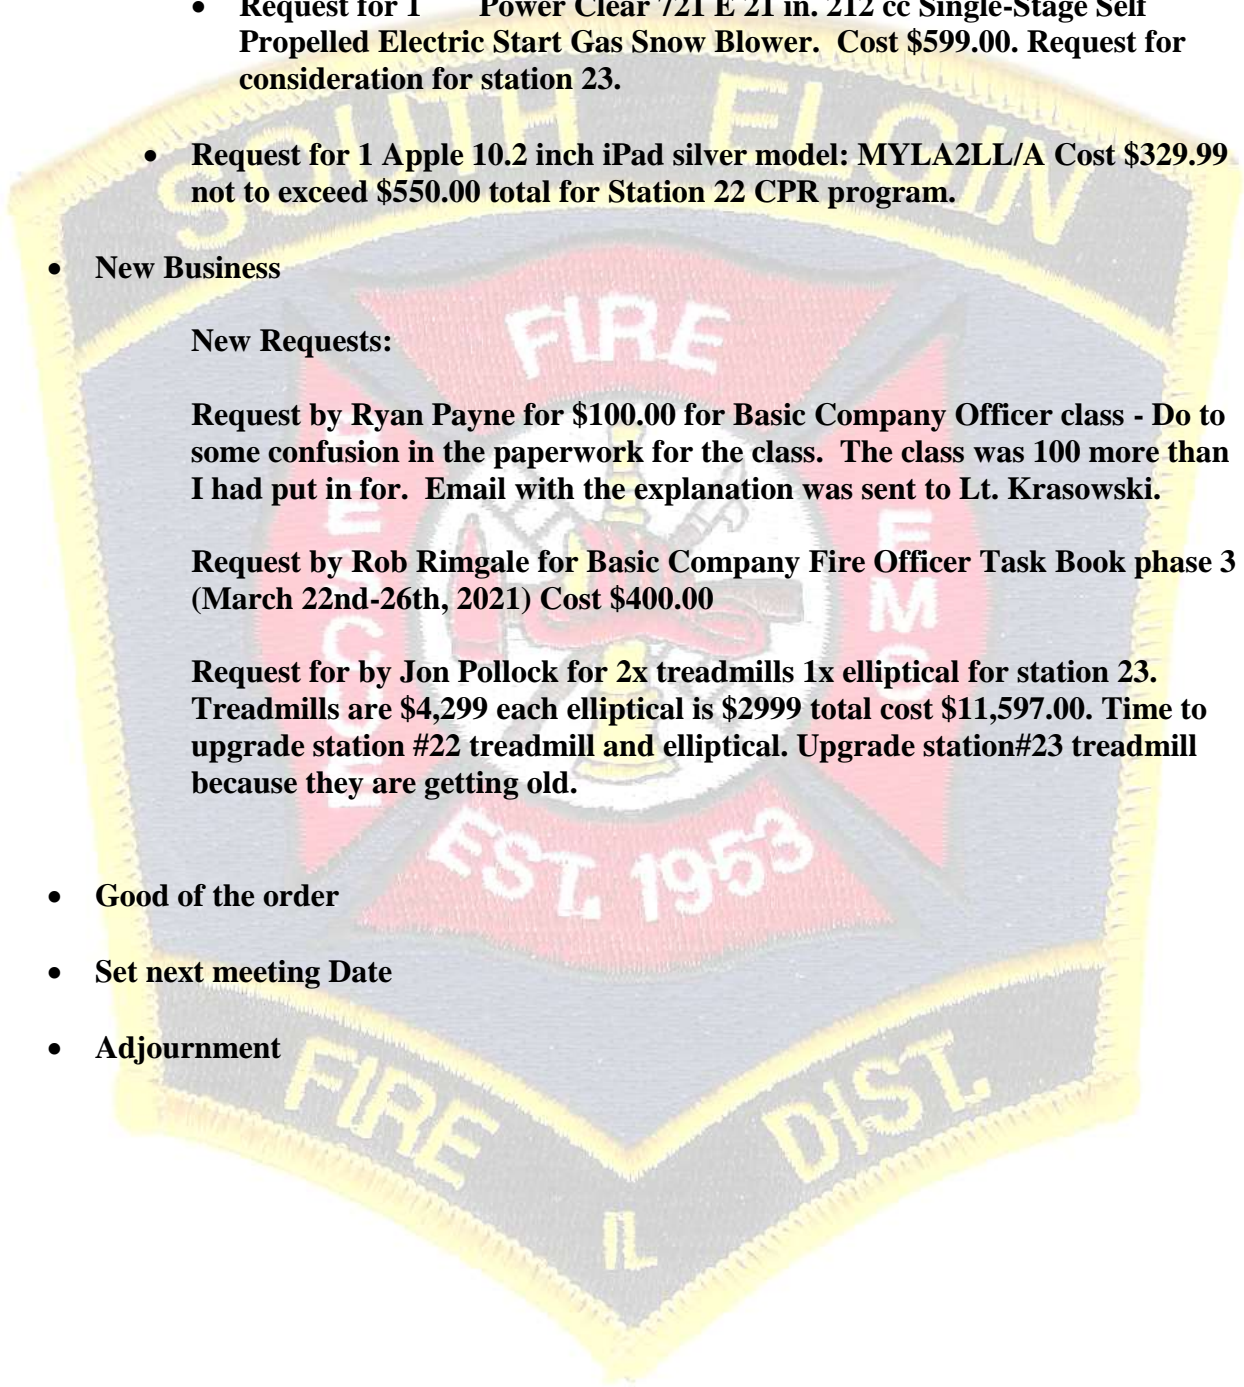 • Request for 1 Power Clear 721 E 21 in. 212 cc Single-Stage Self
Propelled Electric Start Gas Snow Blower. Cost $599.00. Request for
consideration for station 23.
• Request for 1 Apple 10.2 inch iPad silver model: MYLA2LL/A Cost $329.99
not to exceed $550.00 total for Station 22 CPR program.
• New Business
New Requests:
Request by Ryan Payne for $100.00 for Basic Company Officer class - Do to
some confusion in the paperwork for the class. The class was 100 more than
I had put in for. Email with the explanation was sent to Lt. Krasowski.
Request by Rob Rimgale for Basic Company Fire Officer Task Book phase 3
(March 22nd-26th, 2021) Cost $400.00
Request for by Jon Pollock for 2x treadmills 1x elliptical for station 23.
Treadmills are $4,299 each elliptical is $2999 total cost $11,597.00. Time to
upgrade station #22 treadmill and elliptical. Upgrade station#23 treadmill
because they are getting old.
• Good of the order
• Set next meeting Date
• Adjournment
SOUTH ELGIN
FIRE
RESCUE
EMO
EST. 1953
FIRE DIST.
IL